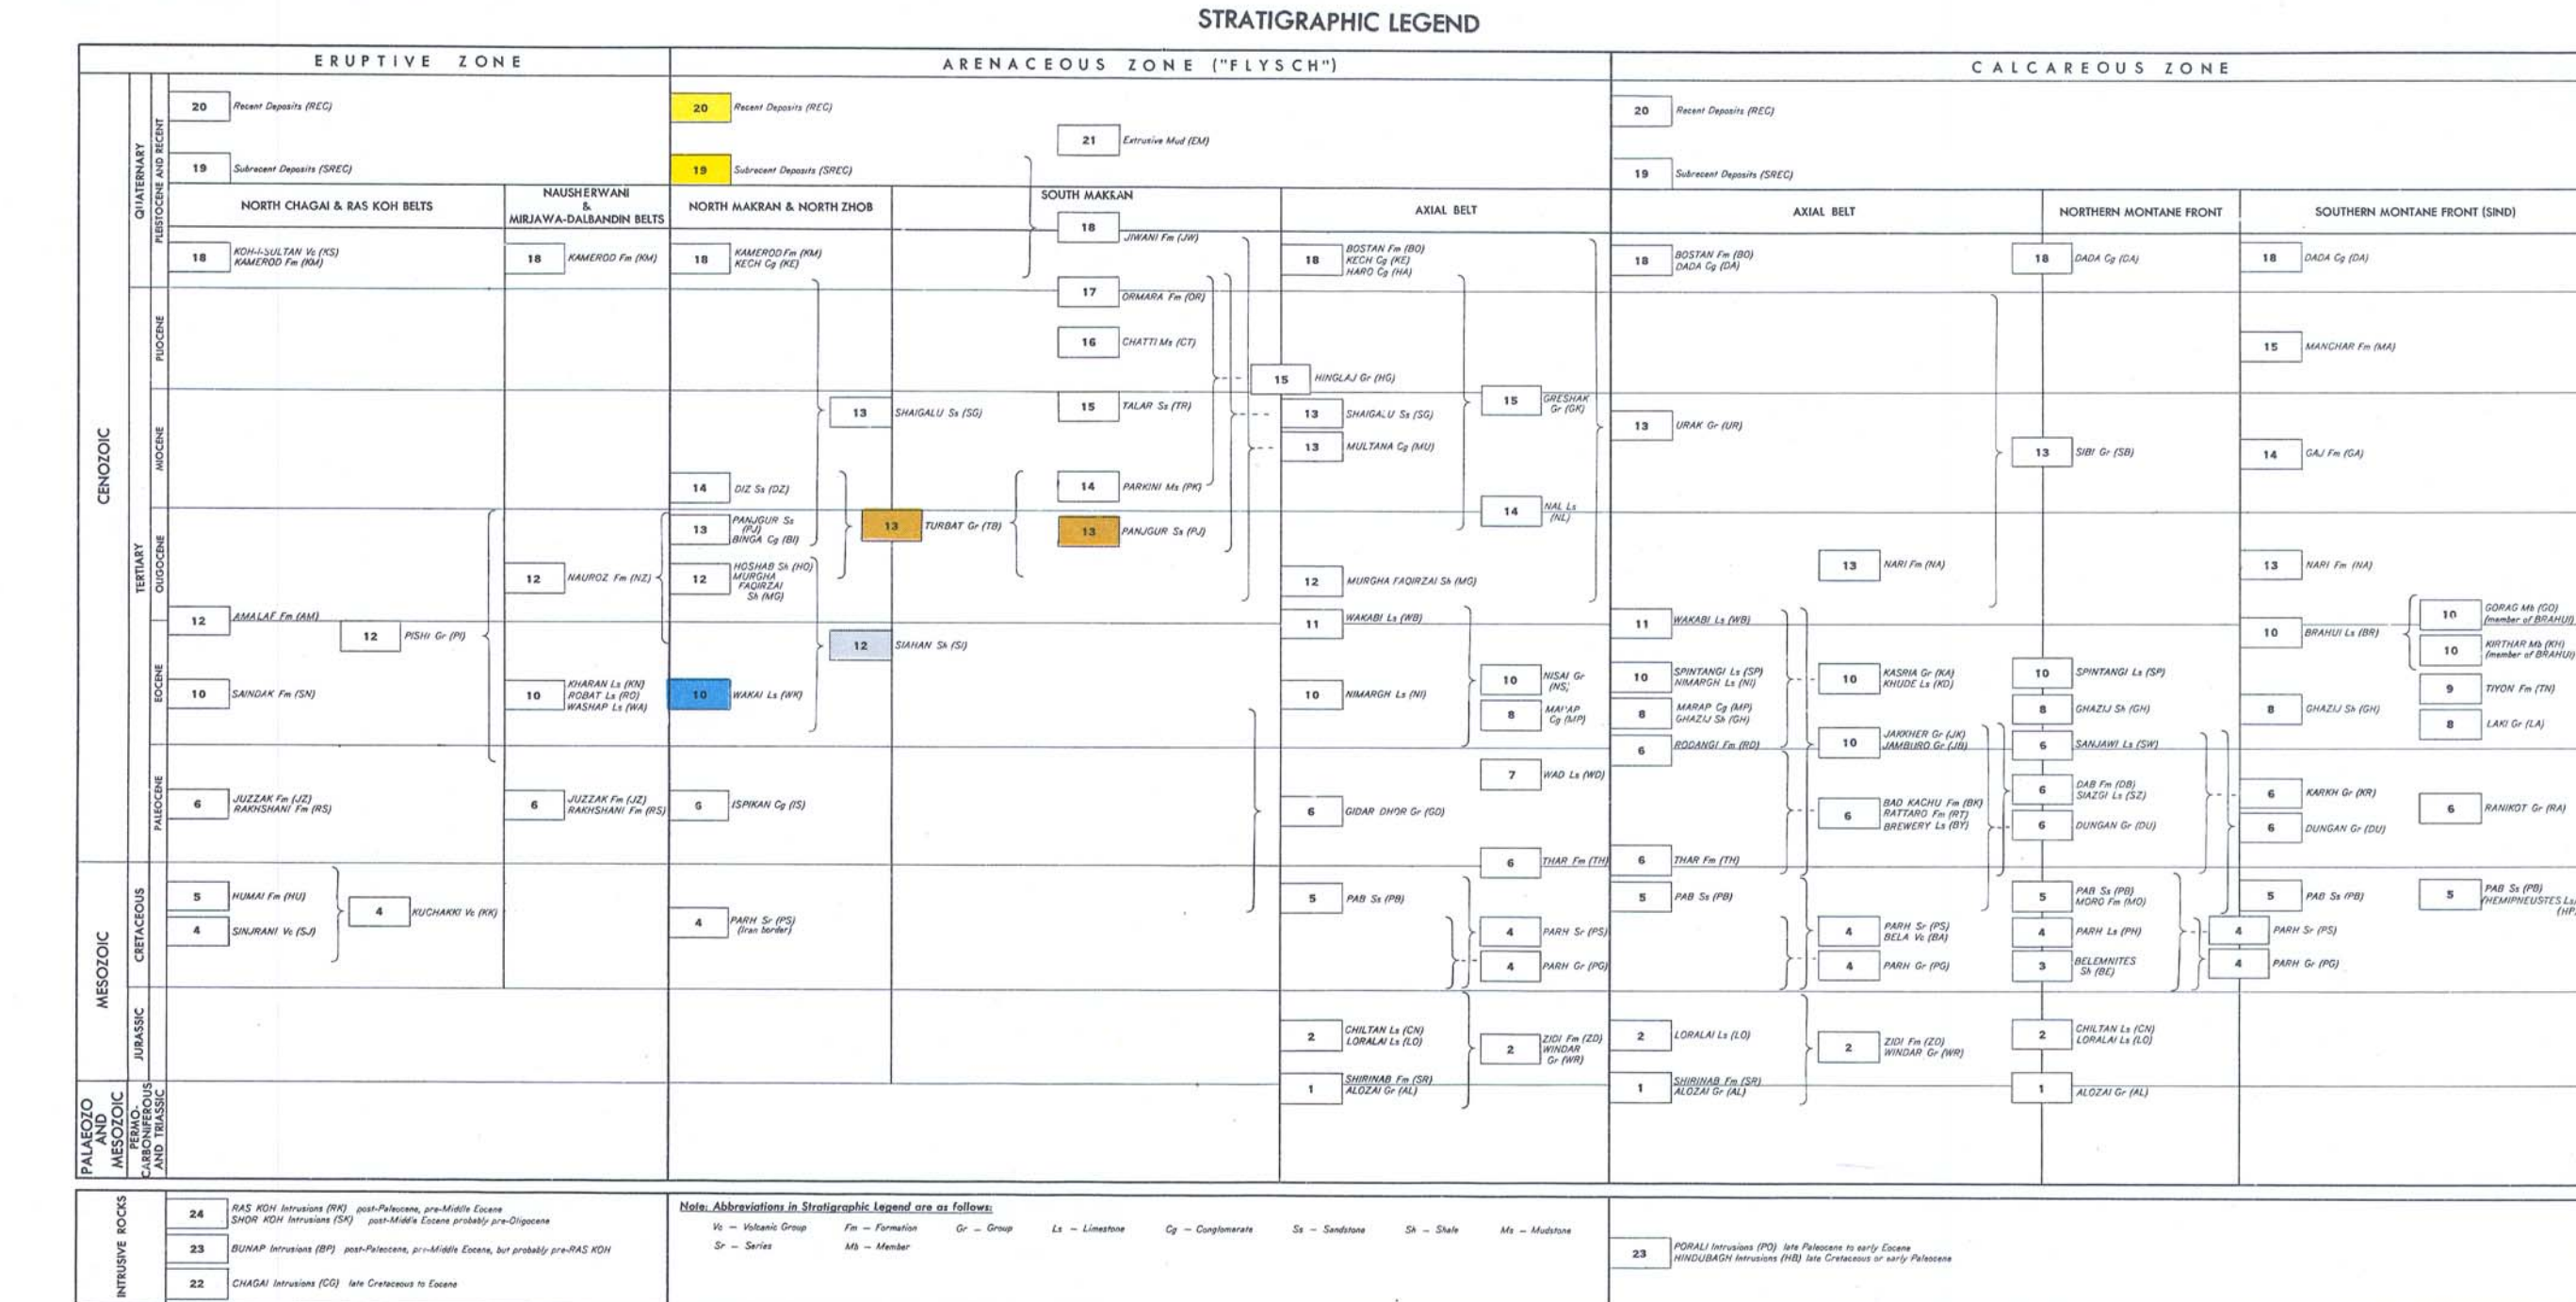 STRATIGRAPHIC LEGEND
ERUPTIVE ZONE
ARENACEOUS ZONE ("FLYSCH")
CALCAREOUS ZONE
CENOZOIC
MESOZOIC
PALAEOZO
AND
MESOZOIC
QUATERNARY
TERTIARY
CRETACEOUS
JURASSIC
PERMO-
CARBONIFEROUS
AND TRIASSIC
PLEISTOCENE AND RECENT
PLIOCENE
MIOCENE
OLIGOCENE
EOCENE
PALEOCENE
20 Recent Deposits (REC)
19 Subrecent Deposits (SREC)
NORTH CHAGAI & RAS KOH BELTS
18 KOH-I-SULTAN Vc (KS)
KAMEROD Fm (KM)
12 AMALAF Fm (AM)
12 PISHI Gr (PI)
10 SAINDAK Fm (SN)
6 JUZZAK Fm (JZ)
RAKHSHANI Fm (RS)
5 HUMAI Fm (HU)
4 KUCHAKKI Vc (KK)
4 SINJRANI Vc (SJ)
NAUSHERWANI
&
MIRJAWA-DALBANDIN BELTS
18 KAMEROD Fm (KM)
12 NAUROZ Fm (NZ)
10 KHARAN Ls (KN)
ROBAT Ls (RO)
WASHAP Ls (WA)
6 JUZZAK Fm (JZ)
RAKHSHANI Fm (RS)
20 Recent Deposits (REC)
21 Extrusive Mud (EM)
19 Subrecent Deposits (SREC)
NORTH MAKRAN & NORTH ZHOB
18 KAMEROD Fm (KM)
KECH Cg (KE)
13 SHAIGALU Ss (SG)
14 DIZ Ss (DZ)
13 PANJGUR Ss
(PJ)
BINGA Cg (BI)
13 TURBAT Gr (TB)
12 HOSHAB Sh (HO)
MURGHA
FAQIRZAI
Sh (MG)
12 SIAHAN Sh (SI)
10 WAKAI Ls (WK)
6 ISPIKAN Cg (IS)
4 PARH Sr (PS)
(Iran border)
SOUTH MAKRAN
18 JIWANI Fm (JW)
17 ORMARA Fm (OR)
16 CHATTI Ms (CT)
15 TALAR Ss (TR)
14 PARKINI Ms (PK)
13 PANJGUR Ss (PJ)
AXIAL BELT
18 BOSTAN Fm (BO)
KECH Cg (KE)
HARO Cg (HA)
15 HINGLAJ Gr (HG)
13 SHAIGALU Ss (SG)
13 MULTANA Cg (MU)
15 GRESHAK
Gr (GK)
14 NAL Ls
(NL)
12 MURGHA FAQIRZAI Sh (MG)
11 WAKABI Ls (WB)
10 NIMARGH Ls (NI)
10 NISAI Gr
(NS)
8 MARAP
Cg (MP)
7 WAD Ls (WD)
6 GIDAR DHOR Gr (GD)
6 THAR Fm (TH)
5 PAB Ss (PB)
4 PARH Sr (PS)
4 PARH Gr (PG)
2 CHILTAN Ls (CN)
LORALAI Ls (LO)
2 ZIDI Fm (ZD)
WINDAR
Gr (WR)
1 SHIRINAB Fm (SR)
ALOZAI Gr (AL)
20 Recent Deposits (REC)
19 Subrecent Deposits (SREC)
AXIAL BELT
18 BOSTAN Fm (BO)
DADA Cg (DA)
13 URAK Gr (UR)
13 NARI Fm (NA)
11 WAKABI Ls (WB)
10 SPINTANGI Ls (SP)
NIMARGH Ls (NI)
10 KASRIA Gr (KA)
KHUDE Ls (KD)
8 MARAP Cg (MP)
GHAZIJ Sh (GH)
6 RODANGI Fm (RD)
10 JAKKHER Gr (JK)
JAMBURO Gr (JB)
6 BAD KACHU Fm (BK)
RATTARO Fm (RT)
BREWERY Ls (BY)
6 THAR Fm (TH)
5 PAB Ss (PB)
4 PARH Sr (PS)
BELA Vc (BA)
4 PARH Gr (PG)
2 LORALAI Ls (LO)
2 ZIDI Fm (ZD)
WINDAR Gr (WR)
1 SHIRINAB Fm (SR)
ALOZAI Gr (AL)
NORTHERN MONTANE FRONT
18 DADA Cg (DA)
13 SIBI Gr (SB)
10 SPINTANGI Ls (SP)
8 GHAZIJ Sh (GH)
6 SANJAWI Ls (SW)
6 DAB Fm (DB)
SIAZGI Ls (SZ)
6 DUNGAN Gr (DU)
5 PAB Ss (PB)
MORO Fm (MO)
4 PARH Ls (PH)
3 BELEMNITES
Sh (BE)
2 CHILTAN Ls (CN)
LORALAI Ls (LO)
1 ALOZAI Gr (AL)
SOUTHERN MONTANE FRONT (SIND)
18 DADA Cg (DA)
15 MANCHAR Fm (MA)
14 GAJ Fm (GA)
13 NARI Fm (NA)
10 BRAHUI Ls (BR)
10 GORAG Mb (GO)
(member of BRAHUI)
10 KIRTHAR Mb (KH)
(member of BRAHUI)
9 TIYON Fm (TN)
8 GHAZIJ Sh (GH)
8 LAKI Gr (LA)
6 KARKH Gr (KR)
6 RANIKOT Gr (RA)
6 DUNGAN Gr (DU)
5 PAB Ss (PB)
5 PAB Ss (PB)
(HEMIPNEUSTES Ls
(HP
4 PARH Sr (PS)
4 PARH Gr (PG)
INTRUSIVE ROCKS
24 RAS KOH Intrusions (RK) post-Paleocene, pre-Middle Eocene
SHOR KOH Intrusions (SK) post-Middle Eocene probably pre-Oligocene
23 BUNAP Intrusions (BP) post-Paleocene, pre-Middle Eocene, but probably pre-RAS KOH
22 CHAGAI Intrusions (CG) late Cretaceous to Eocene
Note: Abbreviations in Stratigraphic Legend are as follows:
Vc – Volcanic Group Fm – Formation Gr – Group Ls – Limestone Cg – Conglomerate Ss – Sandstone Sh – Shale Ms – Mudstone
Sr – Series Mb – Member
23 PORALI Intrusions (PO) late Paleocene to early Eocene
HINDUBAGH Intrusions (HB) late Cretaceous or early Paleocene